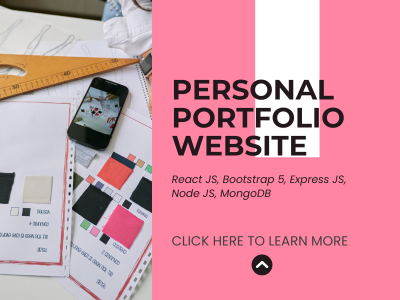 PERSONAL
PORTFOLIO
WEBSITE
React JS, Bootstrap 5, Express JS,
Node JS, MongoDB
CLICK HERE TO LEARN MORE